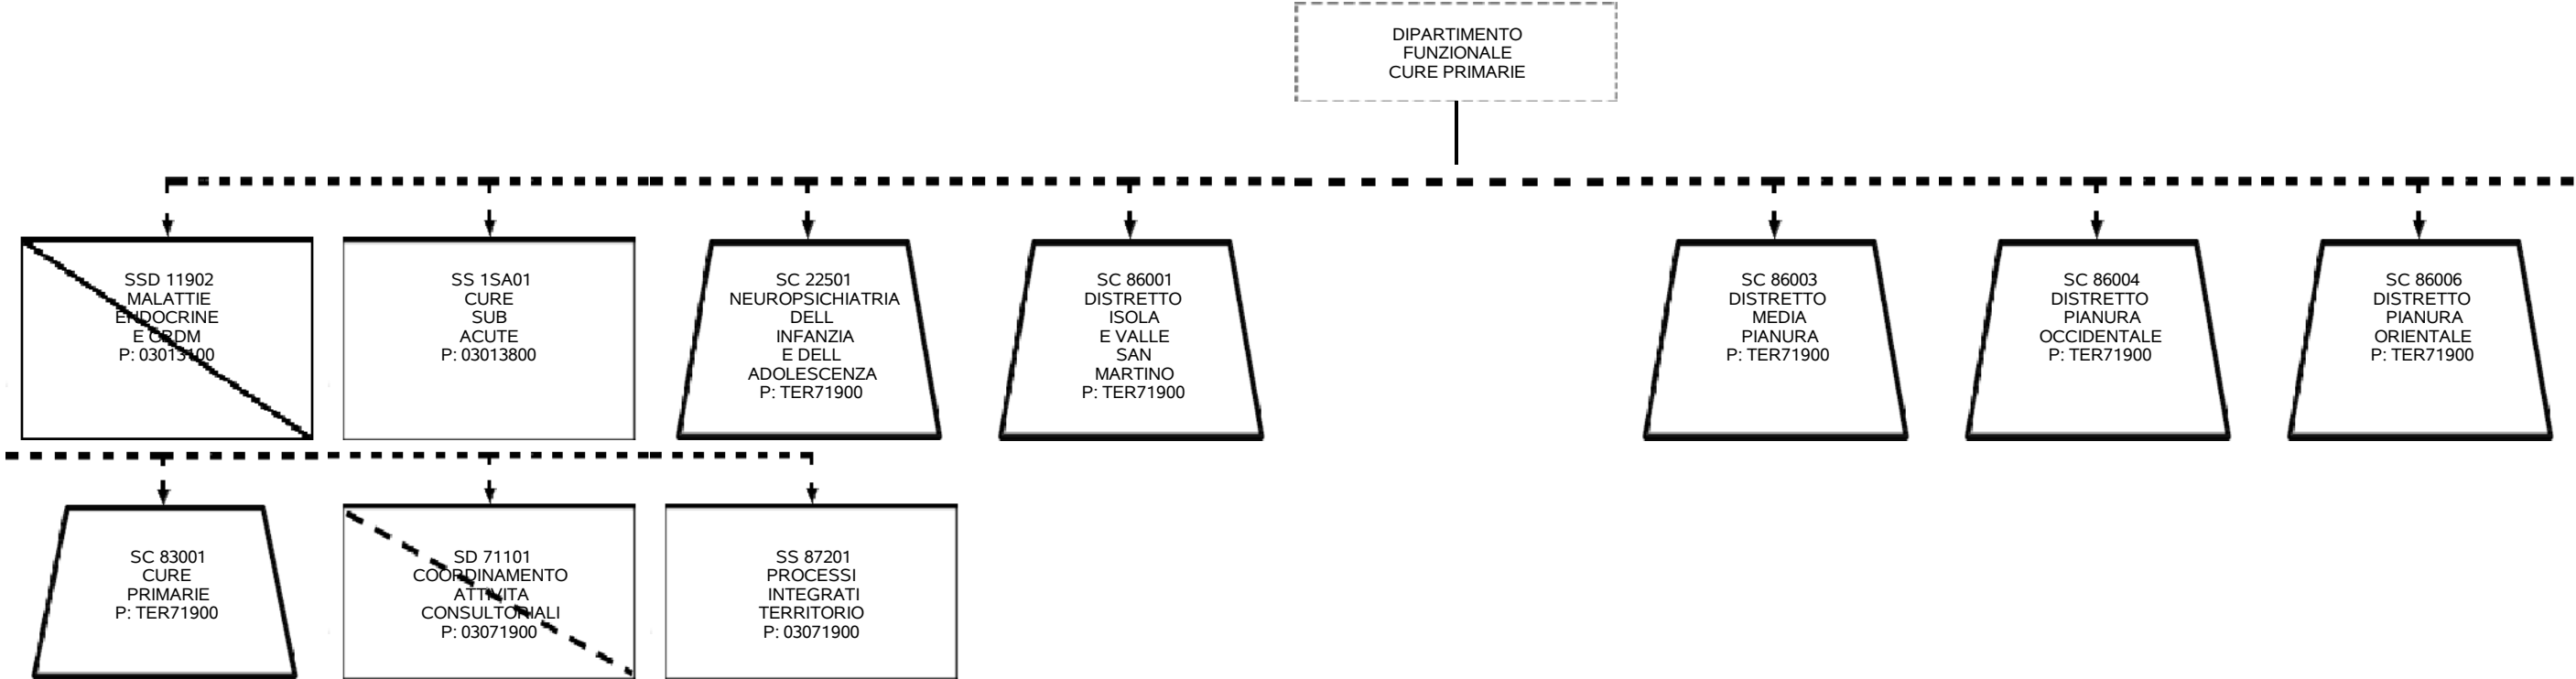 DIPARTIMENTO
FUNZIONALE
CURE PRIMARIE
SSD 11902
MALATTIE
ENDOCRINE
E CRDM
P: 03013100
SS 1SA01
CURE
SUB
ACUTE
P: 03013800
SC 22501
NEUROPSICHIATRIA
DELL
INFANZIA
E DELL
ADOLESCENZA
P: TER71900
SC 86001
DISTRETTO
ISOLA
E VALLE
SAN
MARTINO
P: TER71900
SC 86003
DISTRETTO
MEDIA
PIANURA
P: TER71900
SC 86004
DISTRETTO
PIANURA
OCCIDENTALE
P: TER71900
SC 86006
DISTRETTO
PIANURA
ORIENTALE
P: TER71900
SC 83001
CURE
PRIMARIE
P: TER71900
SD 71101
COORDINAMENTO
ATTIVITA
CONSULTORIALI
P: 03071900
SS 87201
PROCESSI
INTEGRATI
TERRITORIO
P: 03071900